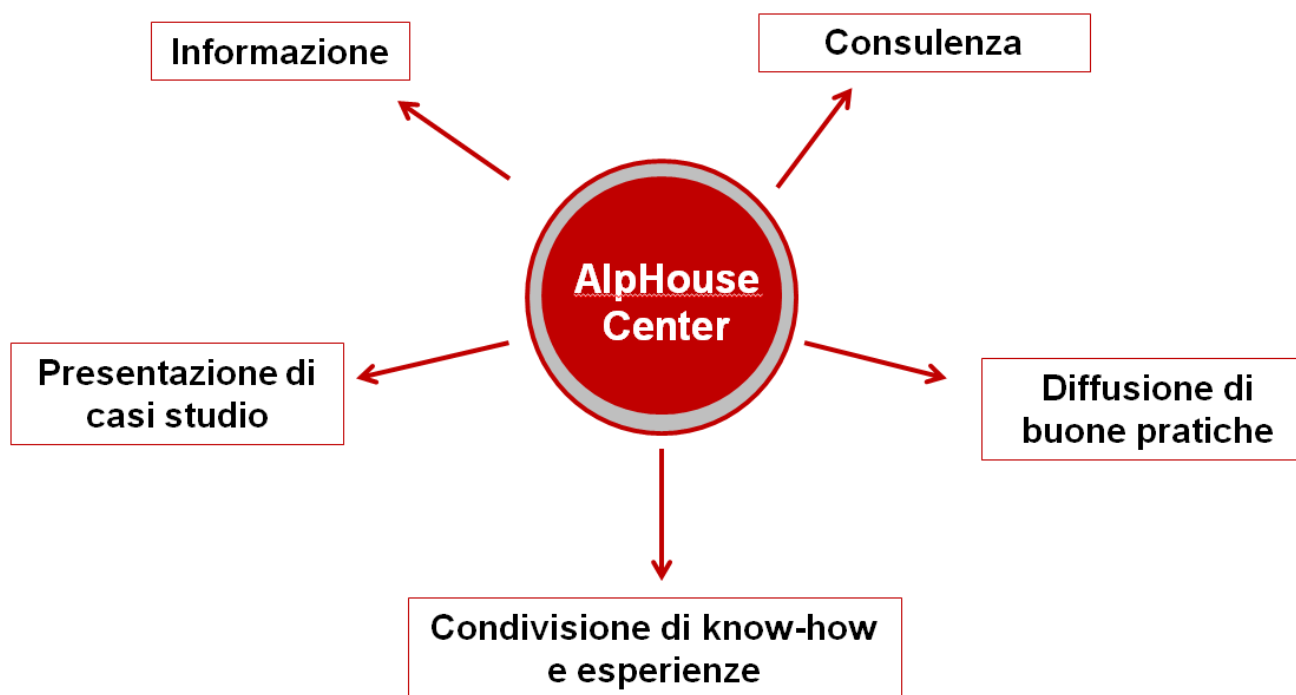 Informazione
Consulenza
AlpHouse
Center
Presentazione di
casi studio
Diffusione di
buone pratiche
Condivisione di know-how
e esperienze